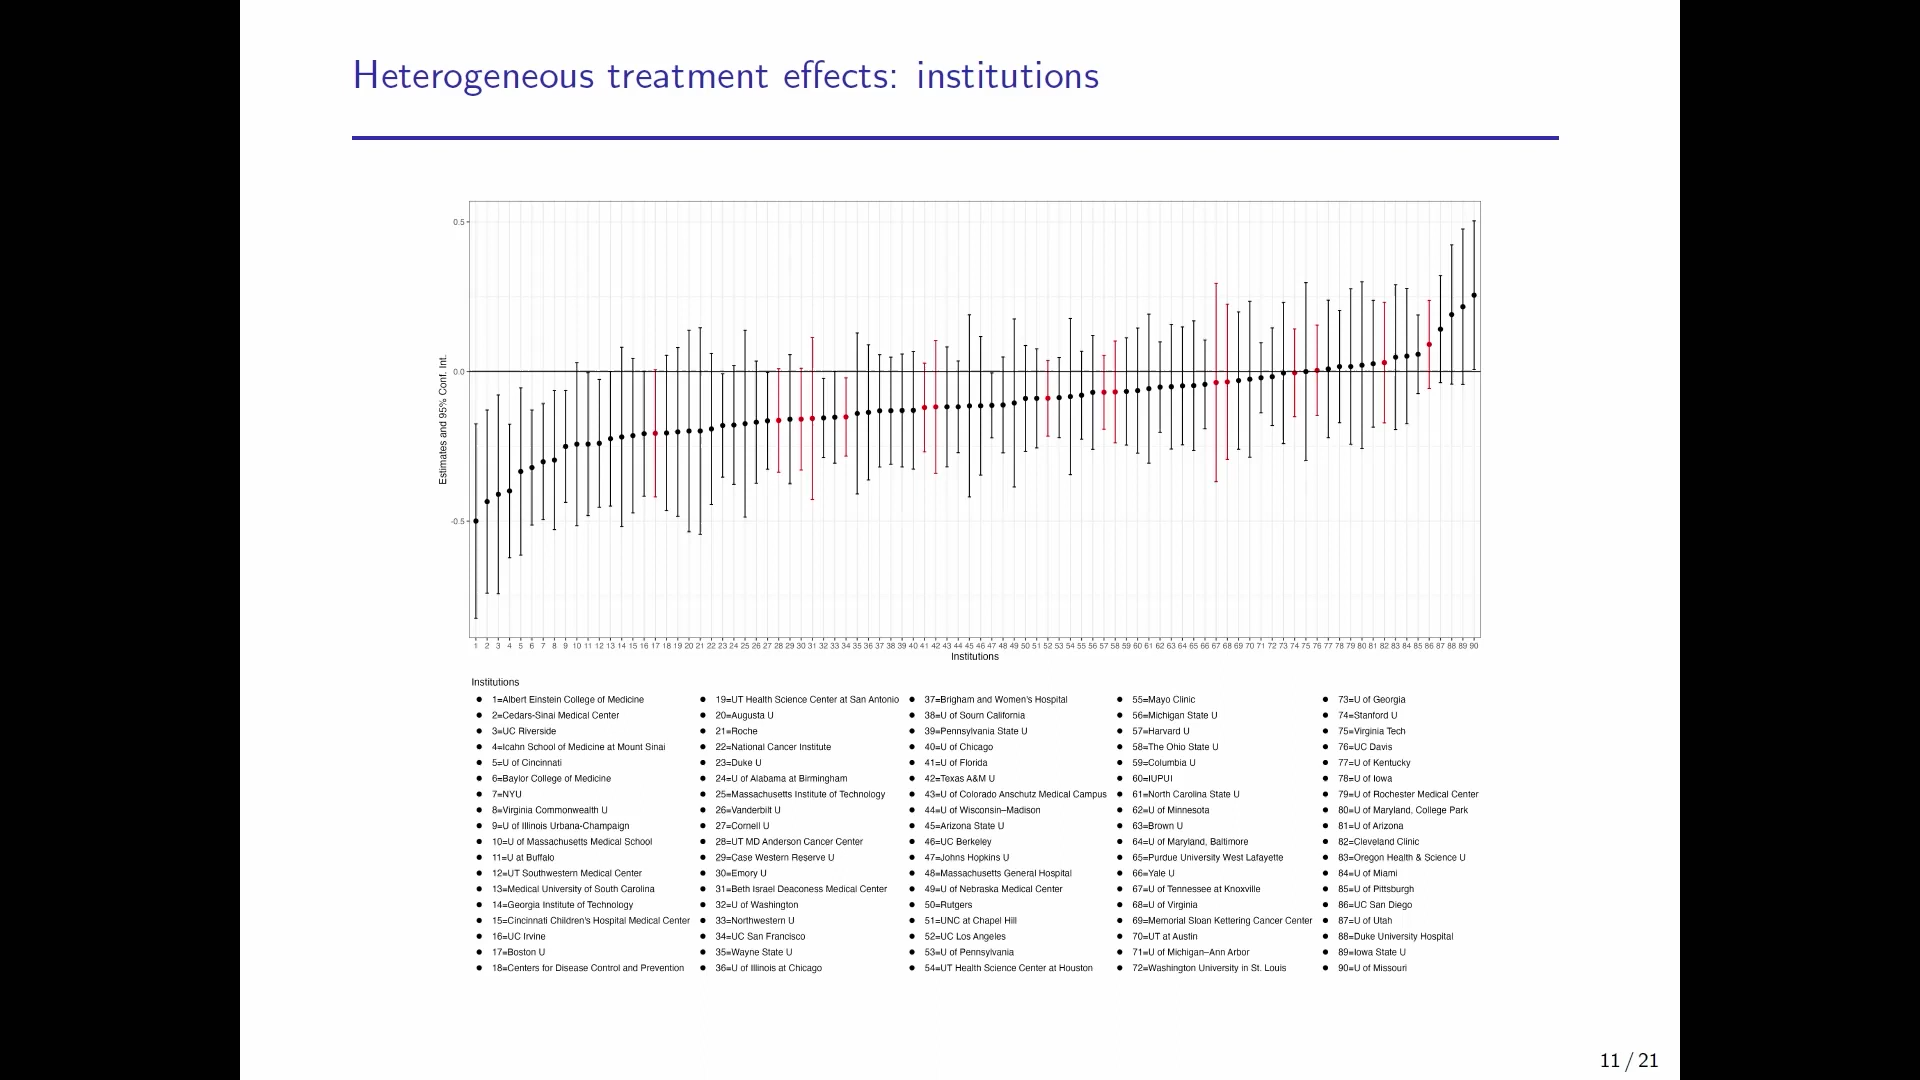 Heterogeneous treatment effects: institutions
0.5
0.0
-0.5
Estimates and 95% Conf. Int.
1 2 3 4 5 6 7 8 9 10 11 12 13 14 15 16 17 18 19 20 21 22 23 24 25 26 27 28 29 30 31 32 33 34 35 36 37 38 39 40 41 42 43 44 45 46 47 48 49 50 51 52 53 54 55 56 57 58 59 60 61 62 63 64 65 66 67 68 69 70 71 72 73 74 75 76 77 78 79 80 81 82 83 84 85 86 87 88 89 90
Institutions
Institutions
1=Albert Einstein College of Medicine
2=Cedars-Sinai Medical Center
3=UC Riverside
4=Icahn School of Medicine at Mount Sinai
5=U of Cincinnati
6=Baylor College of Medicine
7=NYU
8=Virginia Commonwealth U
9=U of Illinois Urbana-Champaign
10=U of Massachusetts Medical School
11=U at Buffalo
12=UT Southwestern Medical Center
13=Medical University of South Carolina
14=Georgia Institute of Technology
15=Cincinnati Children's Hospital Medical Center
16=UC Irvine
17=Boston U
18=Centers for Disease Control and Prevention
19=UT Health Science Center at San Antonio
20=Augusta U
21=Roche
22=National Cancer Institute
23=Duke U
24=U of Alabama at Birmingham
25=Massachusetts Institute of Technology
26=Vanderbilt U
27=Cornell U
28=UT MD Anderson Cancer Center
29=Case Western Reserve U
30=Emory U
31=Beth Israel Deaconess Medical Center
32=U of Washington
33=Northwestern U
34=UC San Francisco
35=Wayne State U
36=U of Illinois at Chicago
37=Brigham and Women's Hospital
38=U of Sourn California
39=Pennsylvania State U
40=U of Chicago
41=U of Florida
42=Texas A&M U
43=U of Colorado Anschutz Medical Campus
44=U of Wisconsin–Madison
45=Arizona State U
46=UC Berkeley
47=Johns Hopkins U
48=Massachusetts General Hospital
49=U of Nebraska Medical Center
50=Rutgers
51=UNC at Chapel Hill
52=UC Los Angeles
53=U of Pennsylvania
54=UT Health Science Center at Houston
55=Mayo Clinic
56=Michigan State U
57=Harvard U
58=The Ohio State U
59=Columbia U
60=IUPUI
61=North Carolina State U
62=U of Minnesota
63=Brown U
64=U of Maryland, Baltimore
65=Purdue University West Lafayette
66=Yale U
67=U of Tennessee at Knoxville
68=U of Virginia
69=Memorial Sloan Kettering Cancer Center
70=UT at Austin
71=U of Michigan–Ann Arbor
72=Washington University in St. Louis
73=U of Georgia
74=Stanford U
75=Virginia Tech
76=UC Davis
77=U of Kentucky
78=U of Iowa
79=U of Rochester Medical Center
80=U of Maryland, College Park
81=U of Arizona
82=Cleveland Clinic
83=Oregon Health & Science U
84=U of Miami
85=U of Pittsburgh
86=UC San Diego
87=U of Utah
88=Duke University Hospital
89=Iowa State U
90=U of Missouri
11 / 21